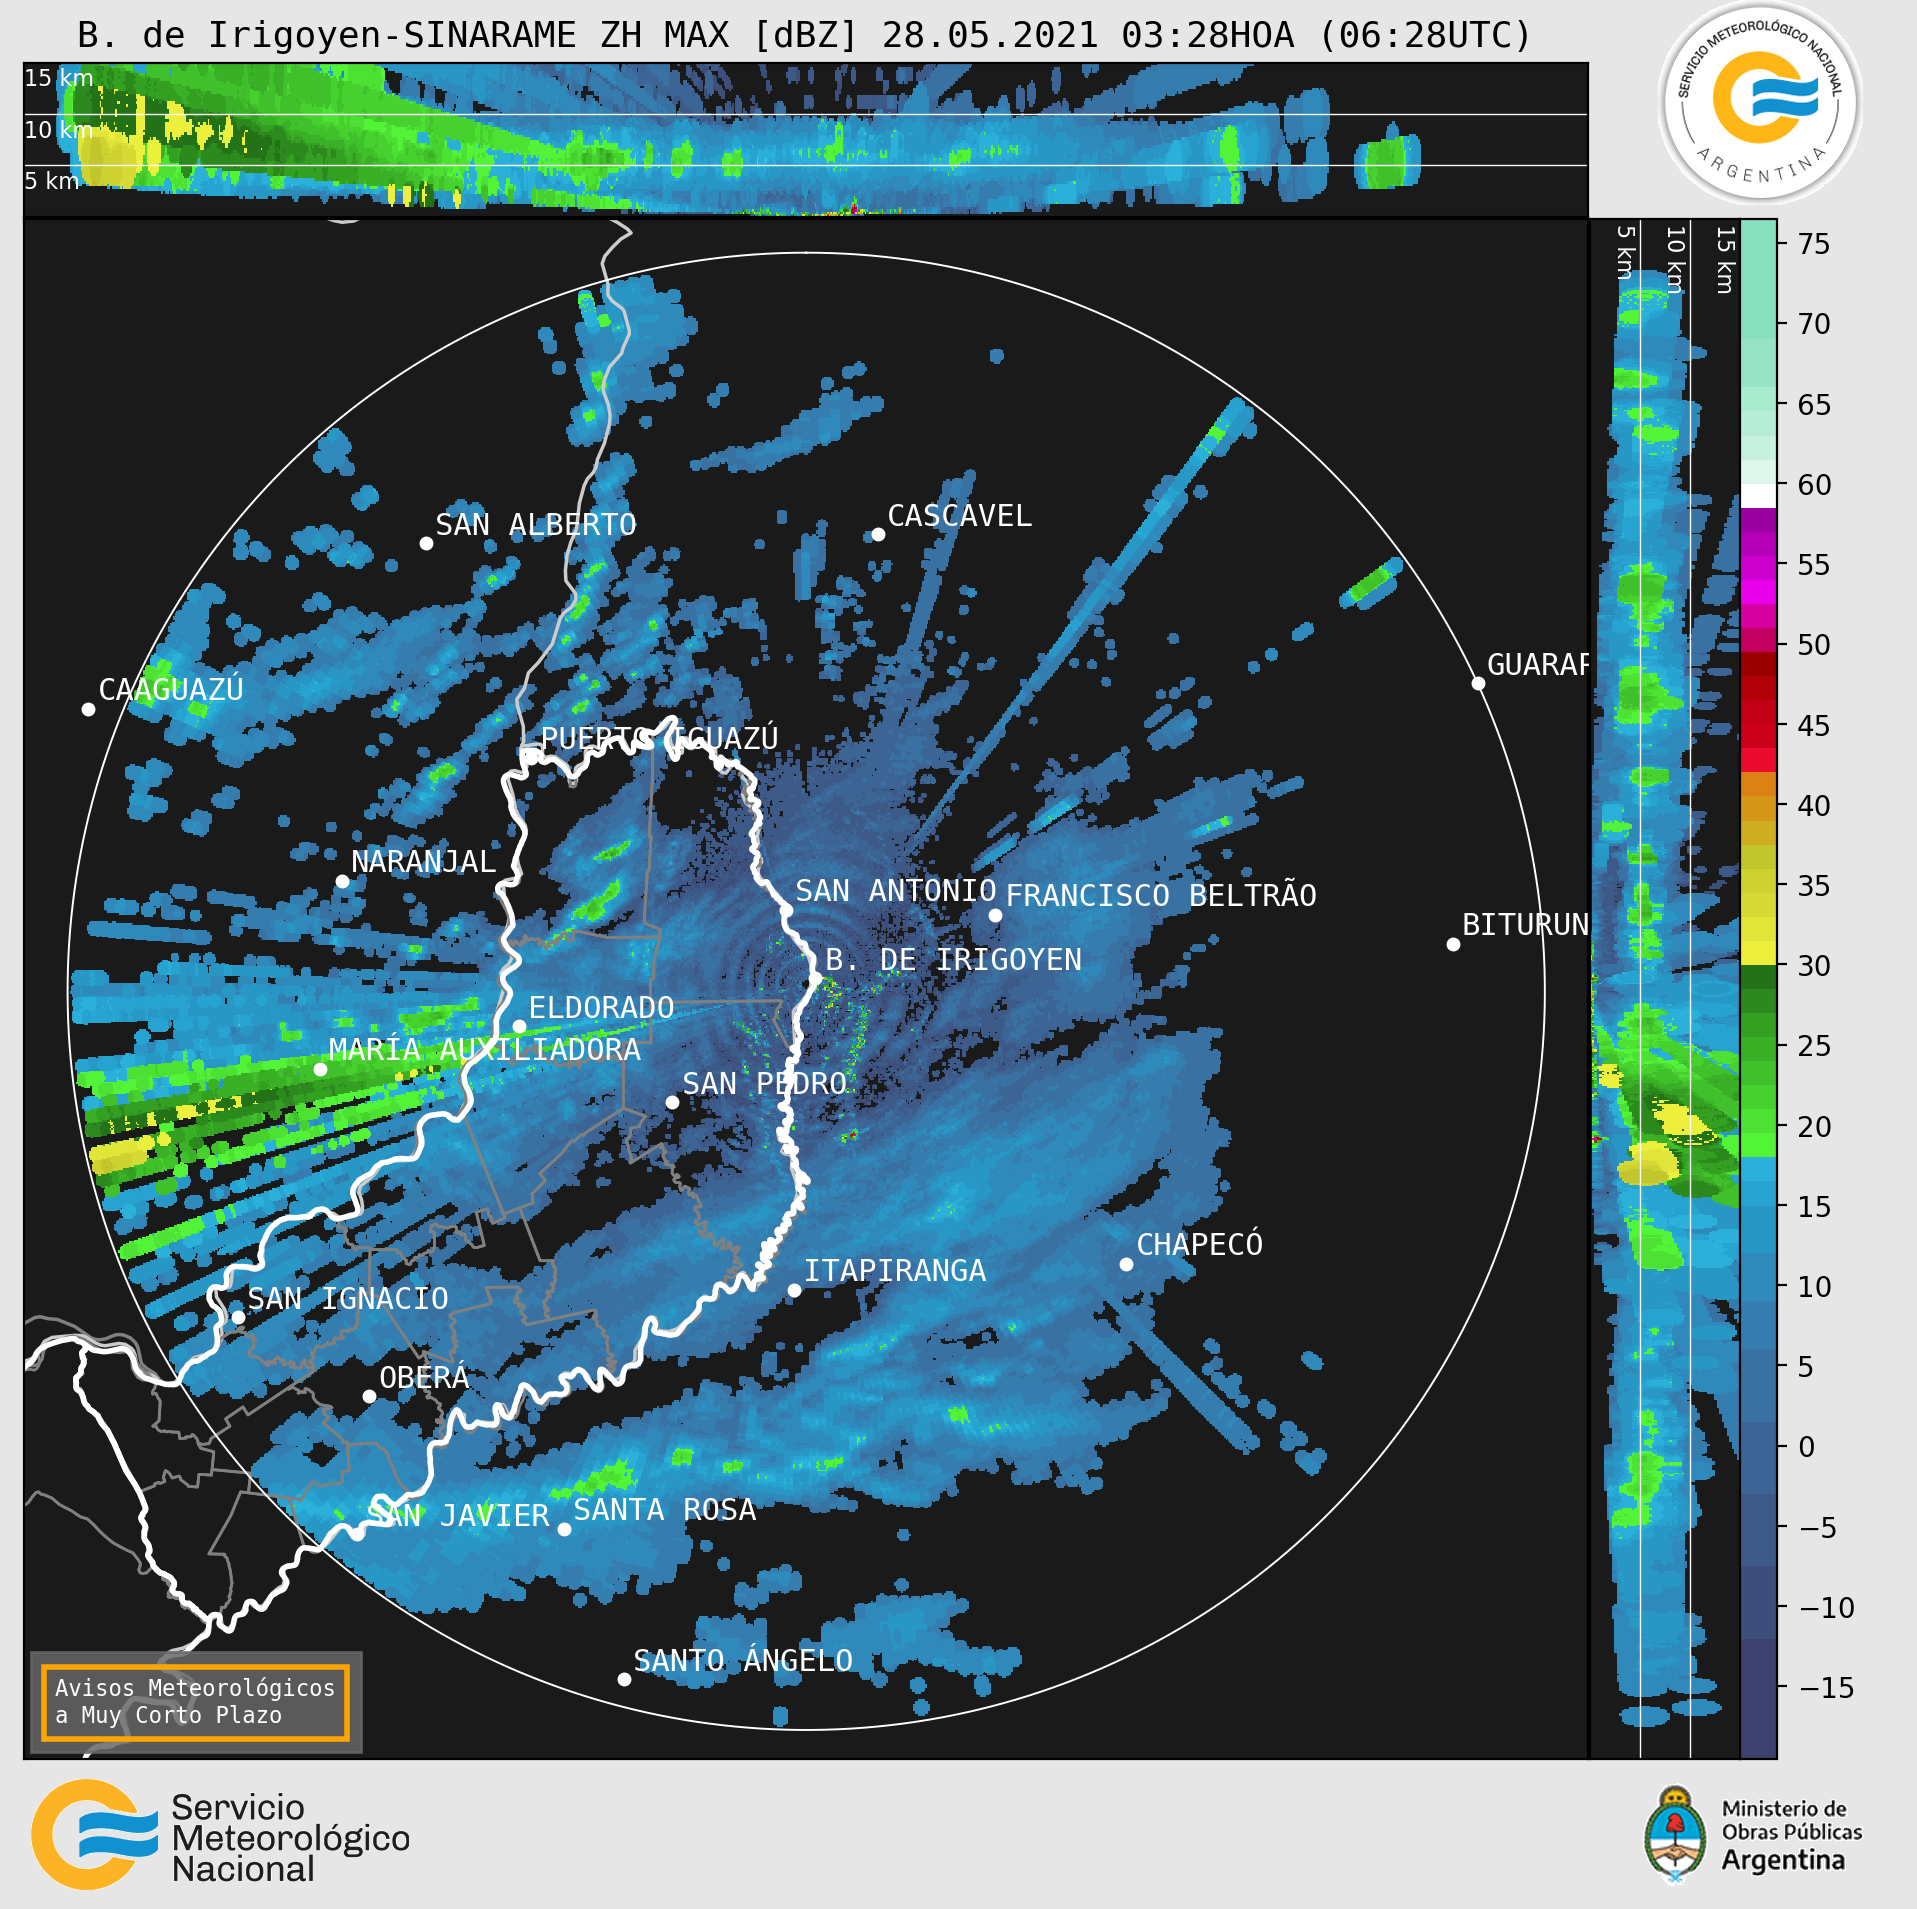 B. de Irigoyen-SINARAME ZH MAX [dBZ] 28.05.2021 03:28HOA (06:28UTC)
SERVICIO METEOROLÓGICO NACIONAL
ARGENTINA
15 km
10 km
5 km
5 km
10 km
15 km
75
70
65
60
55
50
45
40
35
30
25
20
15
10
5
0
−5
−10
−15
CASCAVEL
SAN ALBERTO
GUARAP
CAAGUAZÚ
PUERTO IGUAZÚ
NARANJAL
SAN ANTONIO
FRANCISCO BELTRÃO
BITURUN
B. DE IRIGOYEN
ELDORADO
MARÍA AUXILIADORA
SAN PEDRO
CHAPECÓ
ITAPIRANGA
SAN IGNACIO
OBERÁ
SAN JAVIER
SANTA ROSA
SANTO ÁNGELO
Avisos Meteorológicos
a Muy Corto Plazo
Servicio
Meteorológico
Nacional
Ministerio de
Obras Públicas
Argentina